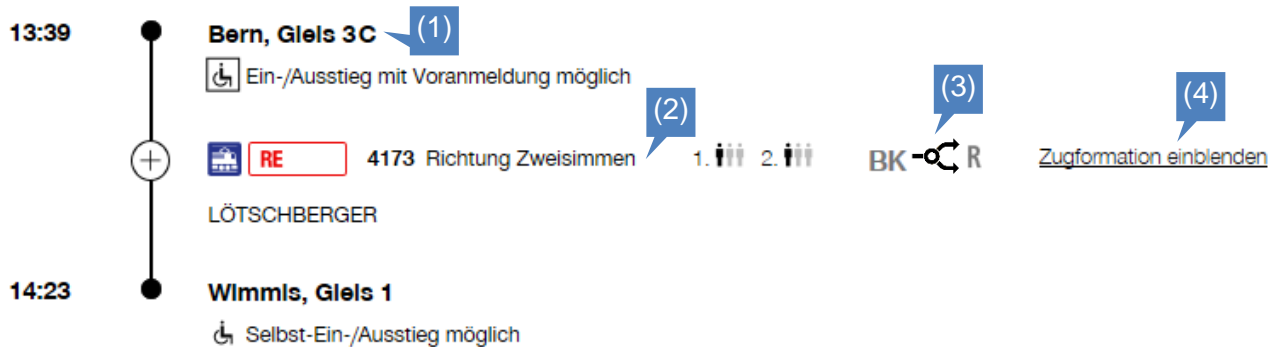 13:39 Bern, Gleis 3C (1)
Ein-/Ausstieg mit Voranmeldung möglich
(2) (3) (4)
RE 4173 Richtung Zweisimmen 1. 2. BK R Zugformation einblenden
LÖTSCHBERGER
14:23 Wimmis, Gleis 1
Selbst-Ein-/Ausstieg möglich